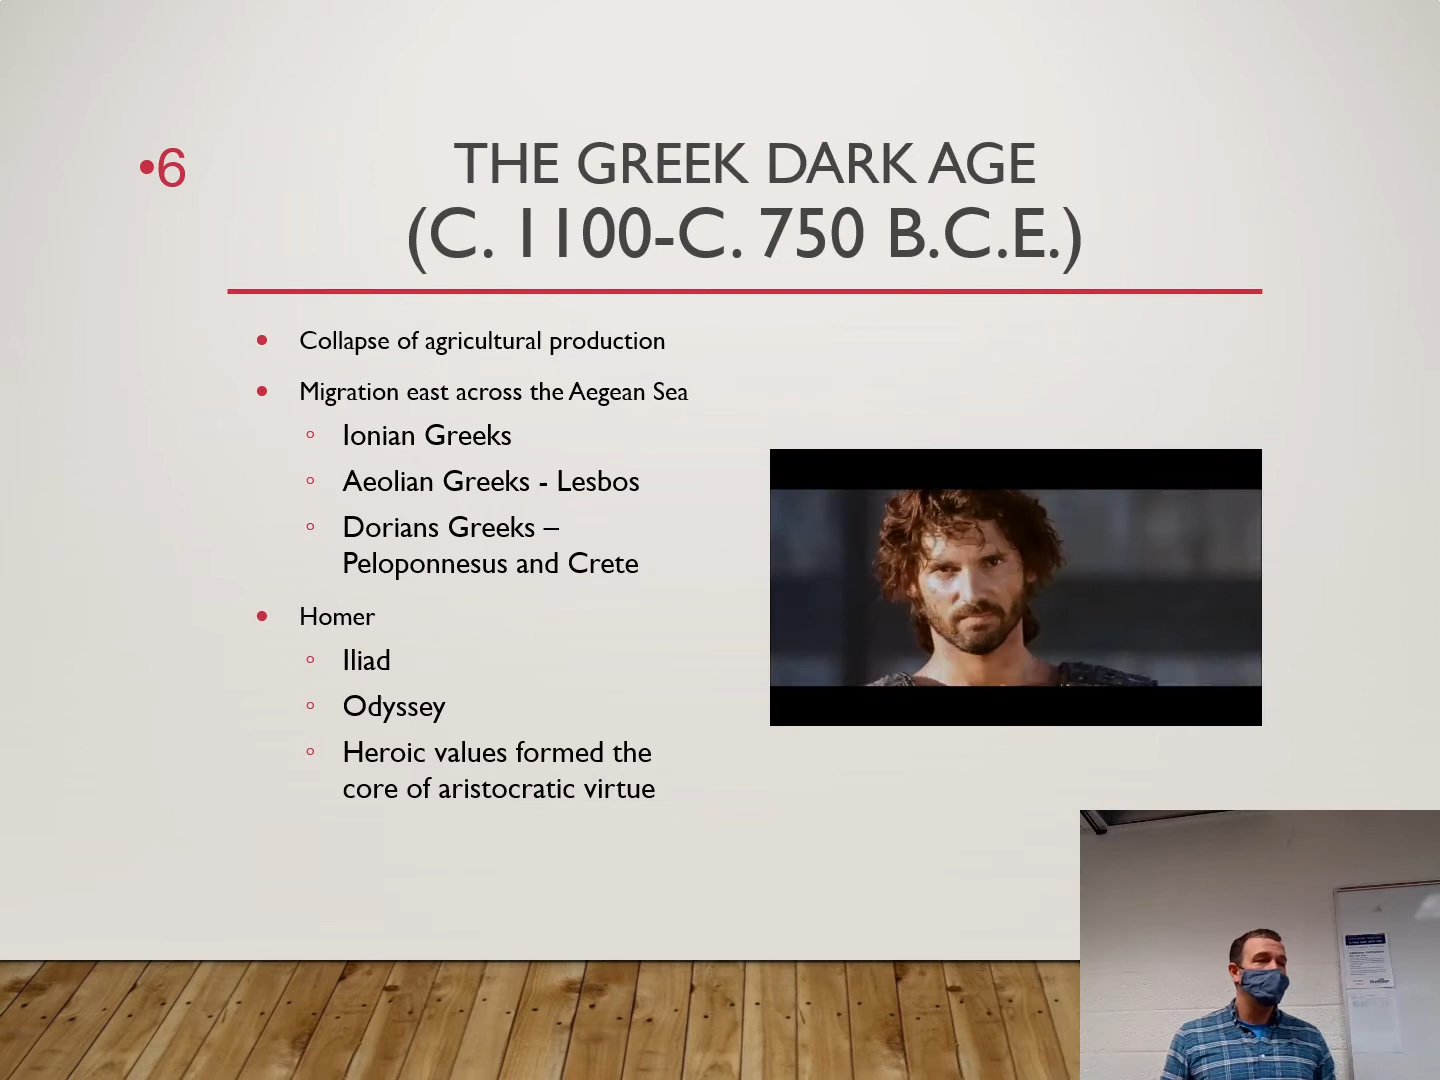 •6
THE GREEK DARK AGE
(C. 1100-C. 750 B.C.E.)
• Collapse of agricultural production
• Migration east across the Aegean Sea
◦ Ionian Greeks
◦ Aeolian Greeks - Lesbos
◦ Dorians Greeks –
Peloponnesus and Crete
• Homer
◦ Iliad
◦ Odyssey
◦ Heroic values formed the
core of aristocratic virtue